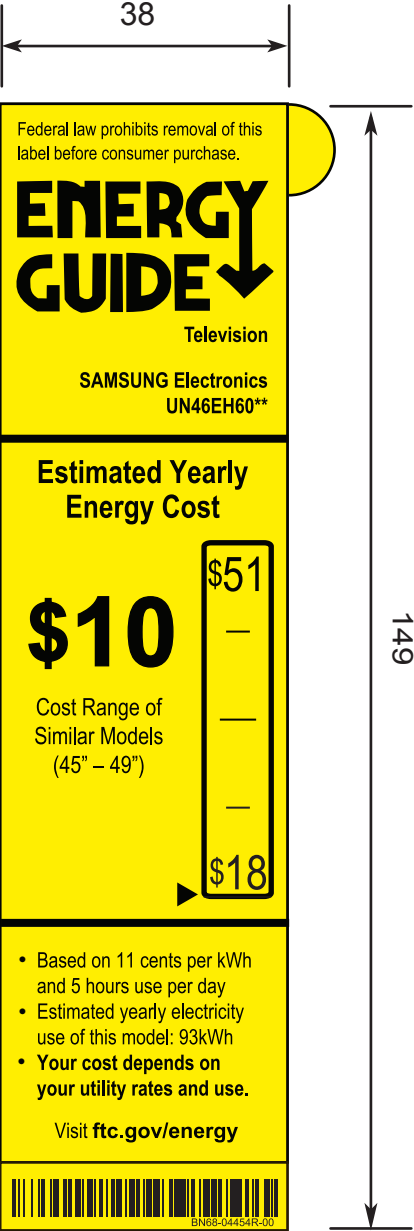 38
Federal law prohibits removal of this
label before consumer purchase.
ENERGY
GUIDE
Television
SAMSUNG Electronics
UN46EH60**
Estimated Yearly
Energy Cost
$51
$10
Cost Range of
Similar Models
(45” – 49”)
$18
149
• Based on 11 cents per kWh
and 5 hours use per day
• Estimated yearly electricity
use of this model: 93kWh
• Your cost depends on
your utility rates and use.
Visit ftc.gov/energy
BN68-04454R-00